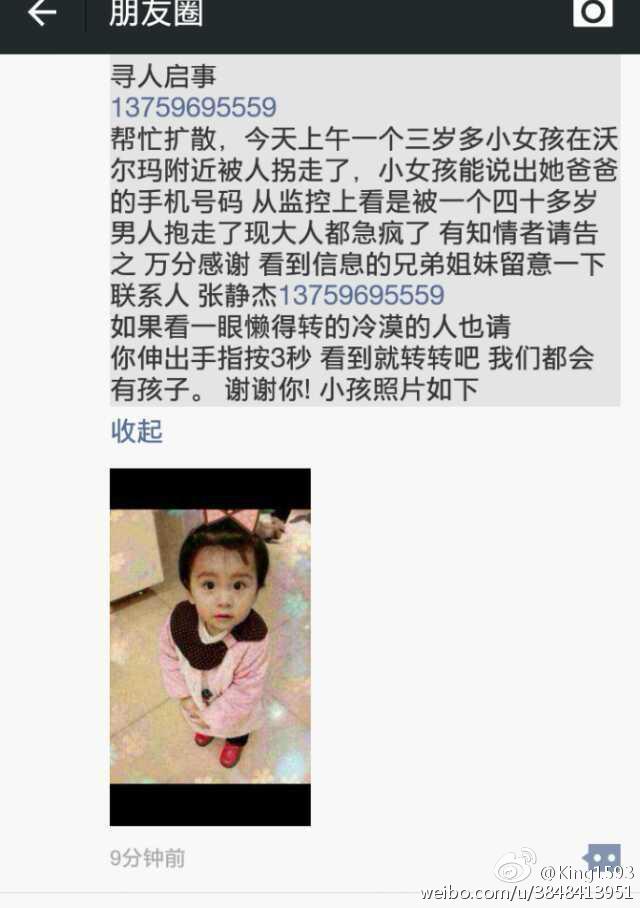 朋友圈
寻人启事
13759695559
帮忙扩散，今天上午一个三岁多小女孩在沃
尔玛附近被人拐走了，小女孩能说出她爸爸
的手机号码 从监控上看是被一个四十多岁
男人抱走了现大人都急疯了 有知情者请告
之 万分感谢 看到信息的兄弟姐妹留意一下
联系人 张静杰13759695559
如果看一眼懒得转的冷漠的人也请
你伸出手指按3秒 看到就转转吧 我们都会
有孩子。 谢谢你! 小孩照片如下
收起
9分钟前
@King1593
weibo.com/u/3848413951